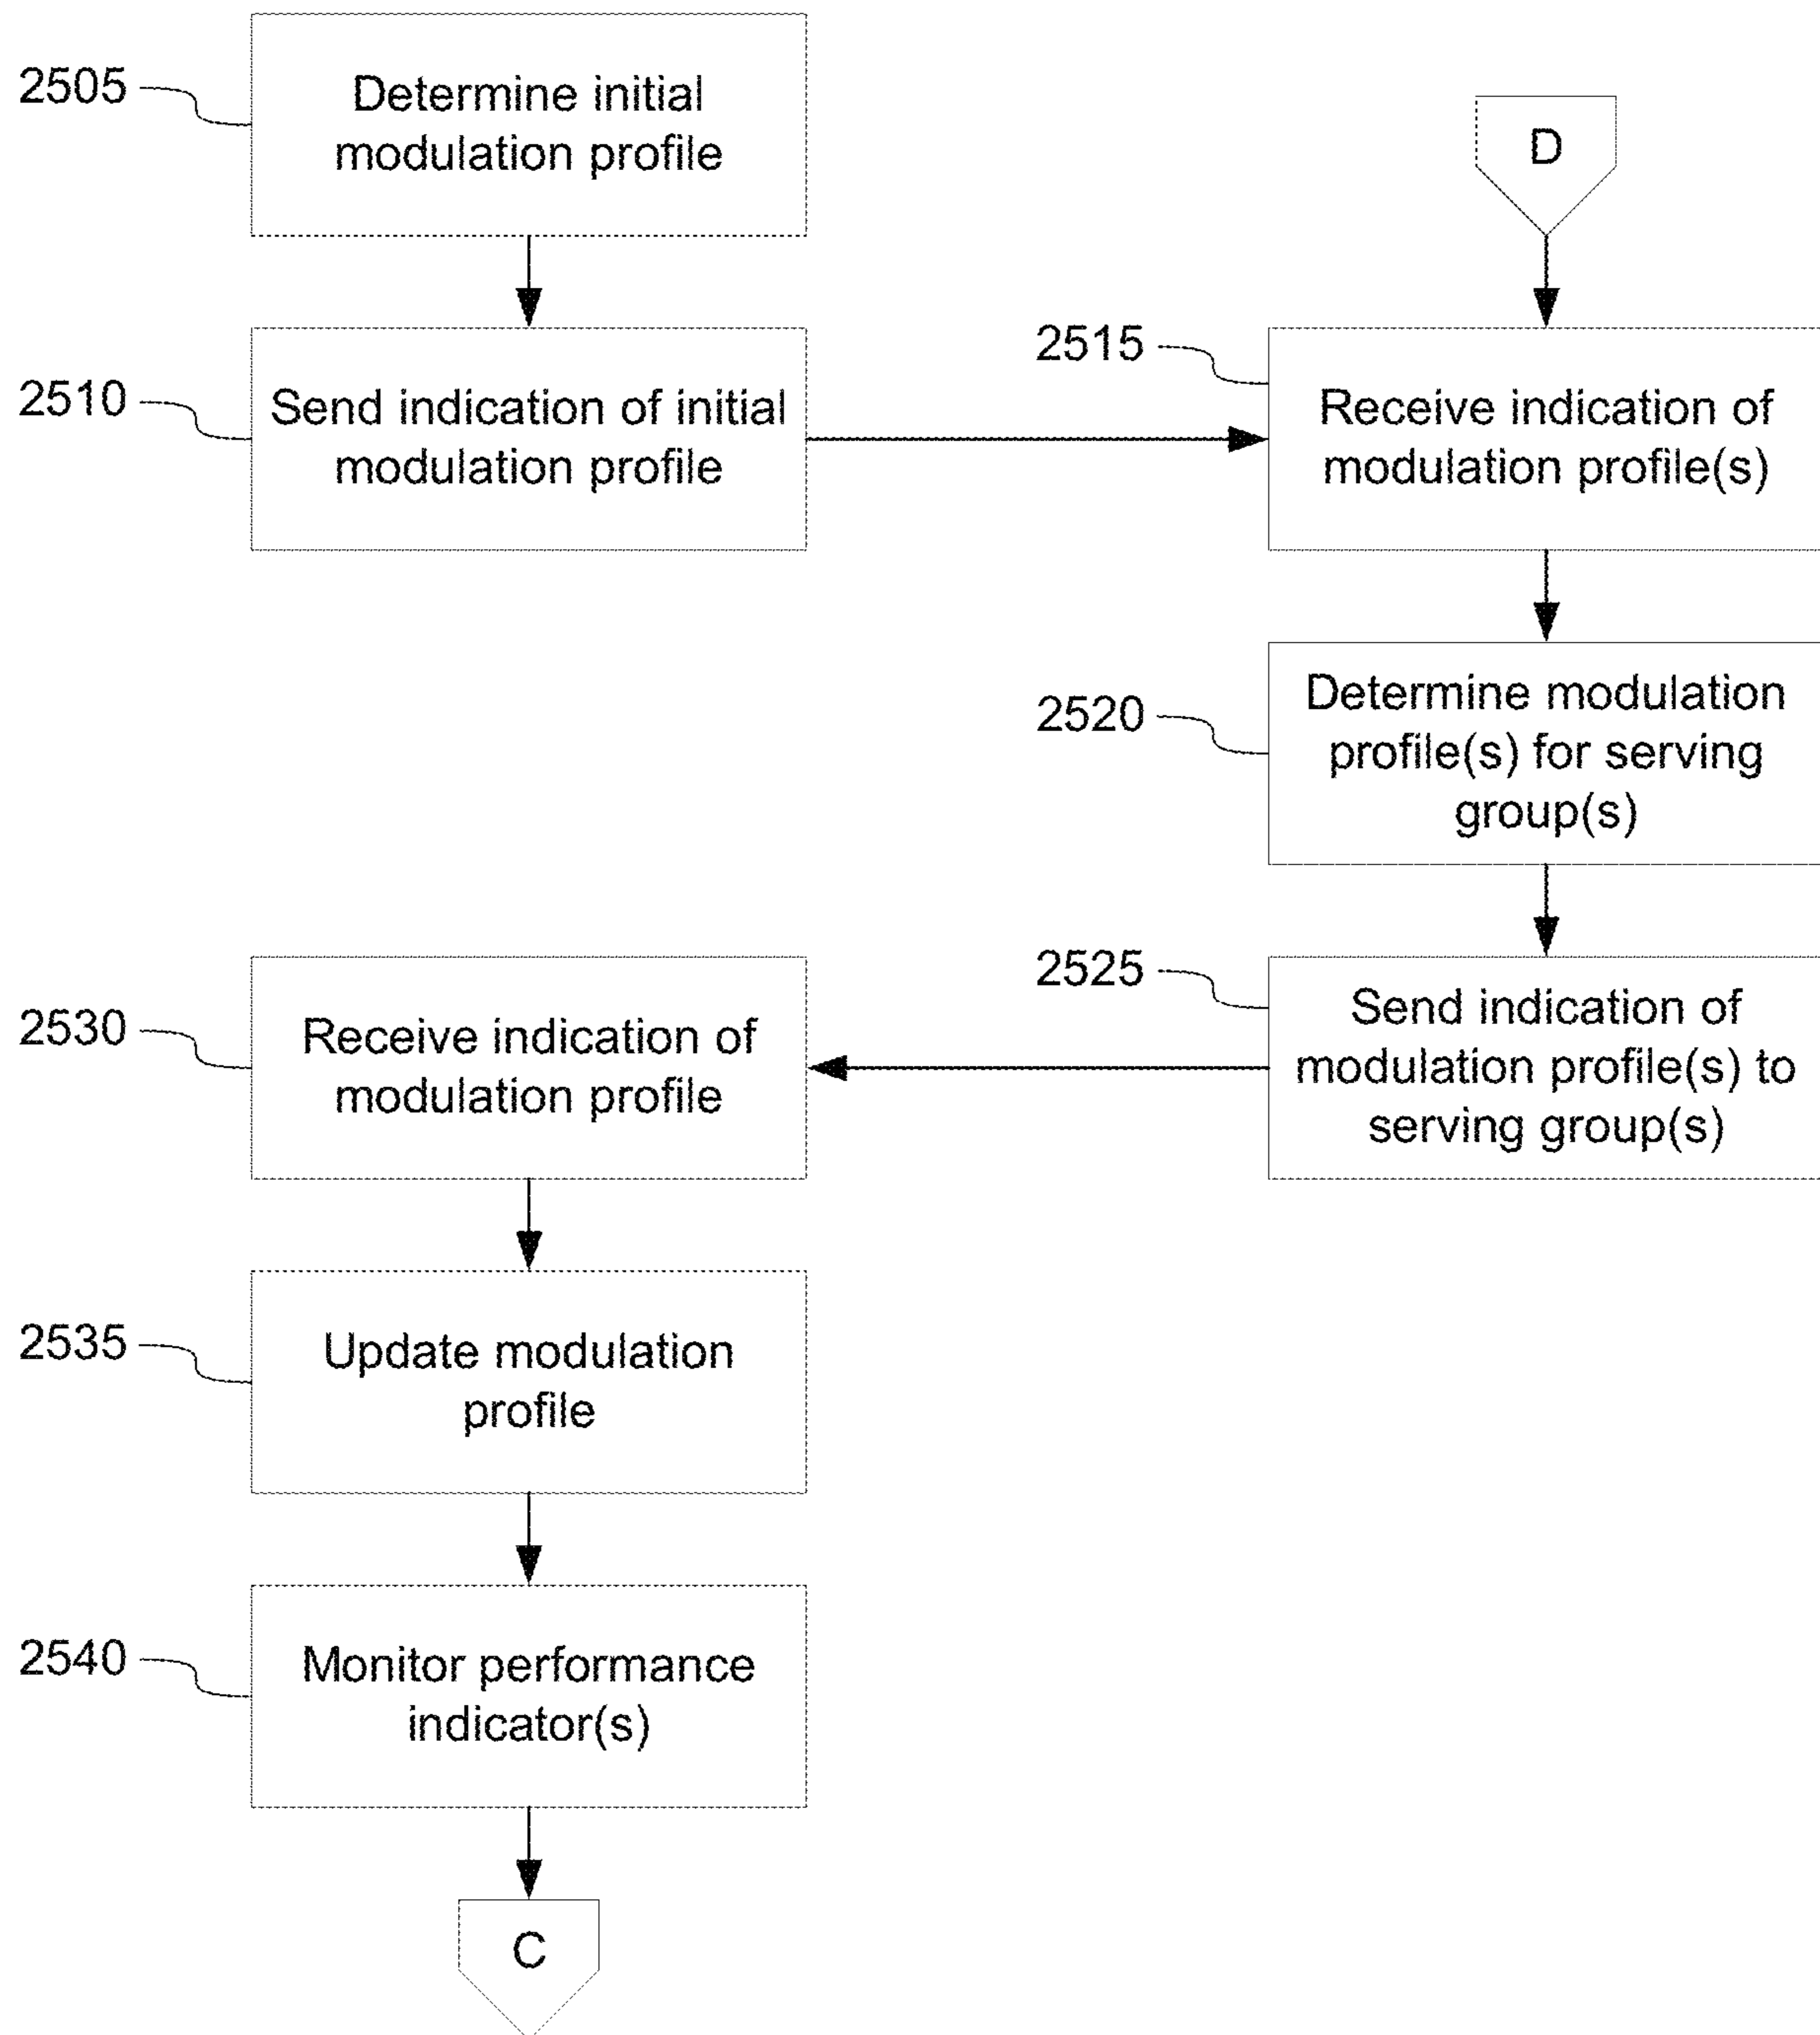 2505
Determine initial
modulation profile
D
2510
Send indication of initial
modulation profile
2515
Receive indication of
modulation profile(s)
2520
Determine modulation
profile(s) for serving
group(s)
2525
Send indication of
modulation profile(s) to
serving group(s)
2530
Receive indication of
modulation profile
2535
Update modulation
profile
2540
Monitor performance
indicator(s)
C